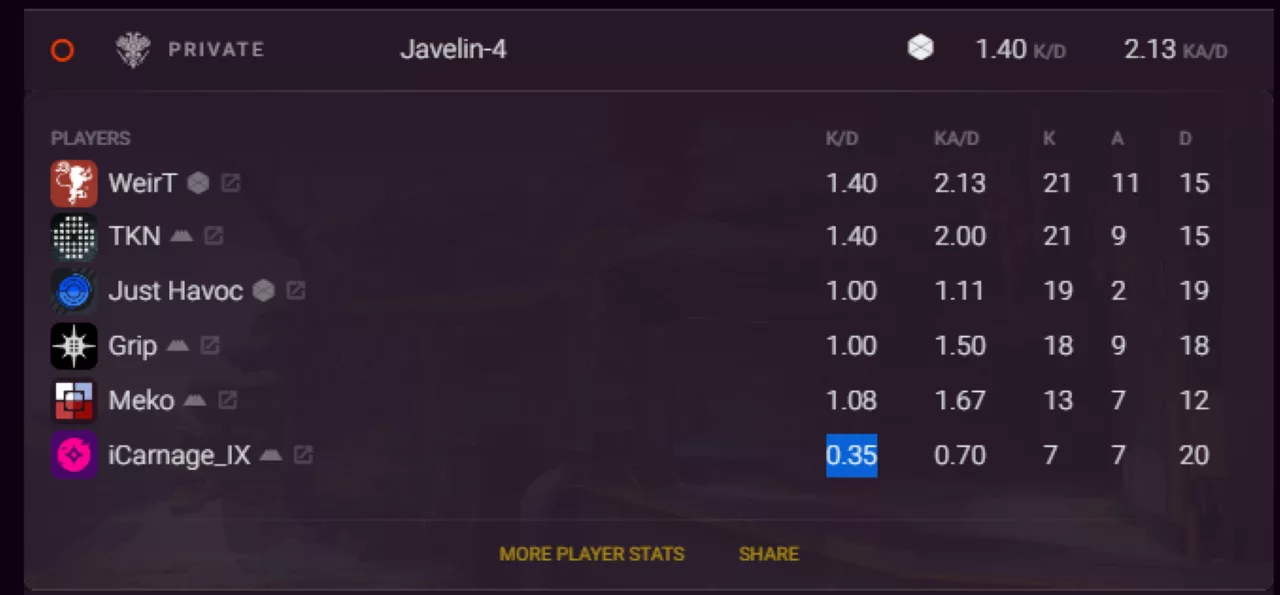 PRIVATE Javelin-4 1.40 K/D 2.13 KA/D
PLAYERS K/D KA/D K A D
WeirT 1.40 2.13 21 11 15
TKN 1.40 2.00 21 9 15
Just Havoc 1.00 1.11 19 2 19
Grip 1.00 1.50 18 9 18
Meko 1.08 1.67 13 7 12
iCarnage_IX 0.35 0.70 7 7 20
MORE PLAYER STATS SHARE